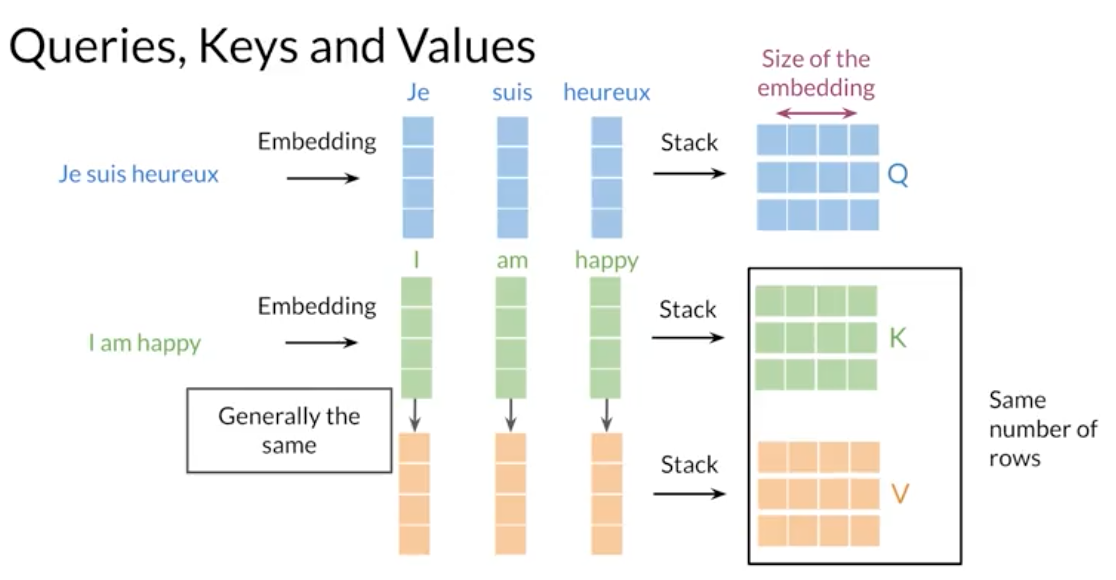 Queries, Keys and Values
Size of the
embedding
Je suis heureux
Embedding
Je suis heureux
Stack
Q
I am happy
Embedding
I am happy
Stack
K
Generally the
same
Stack
V
Same
number of
rows